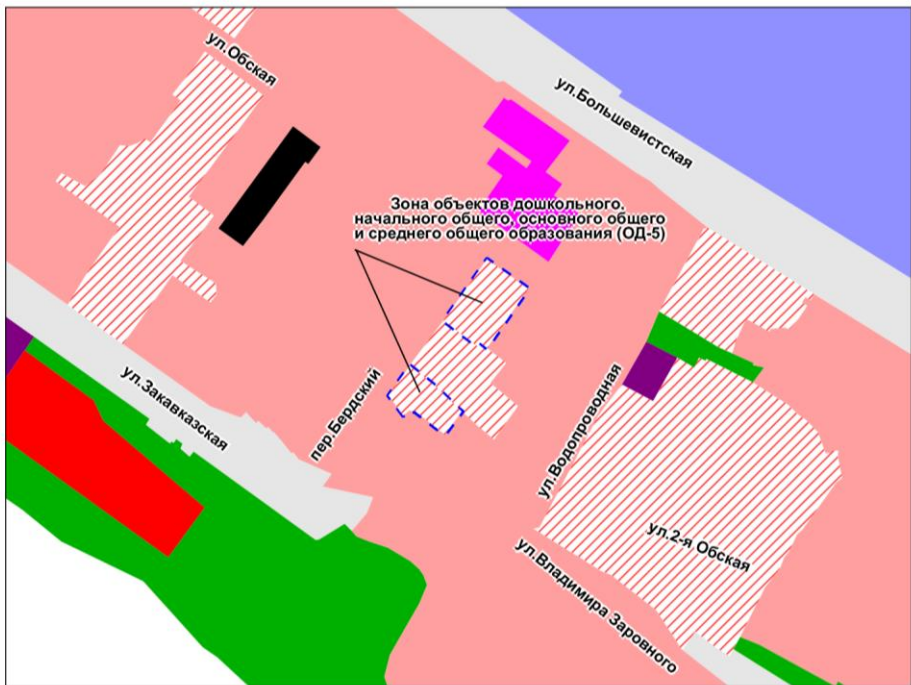 ул.Обская
ул.Большевистская
Зона объектов дошкольного.
начального общего, основного общего
и среднего общего образования (ОД-5)
ул.Закавказская
пер.Бердский
ул.Водопроводная
ул.2-я Обская
ул.Владимира Заровного